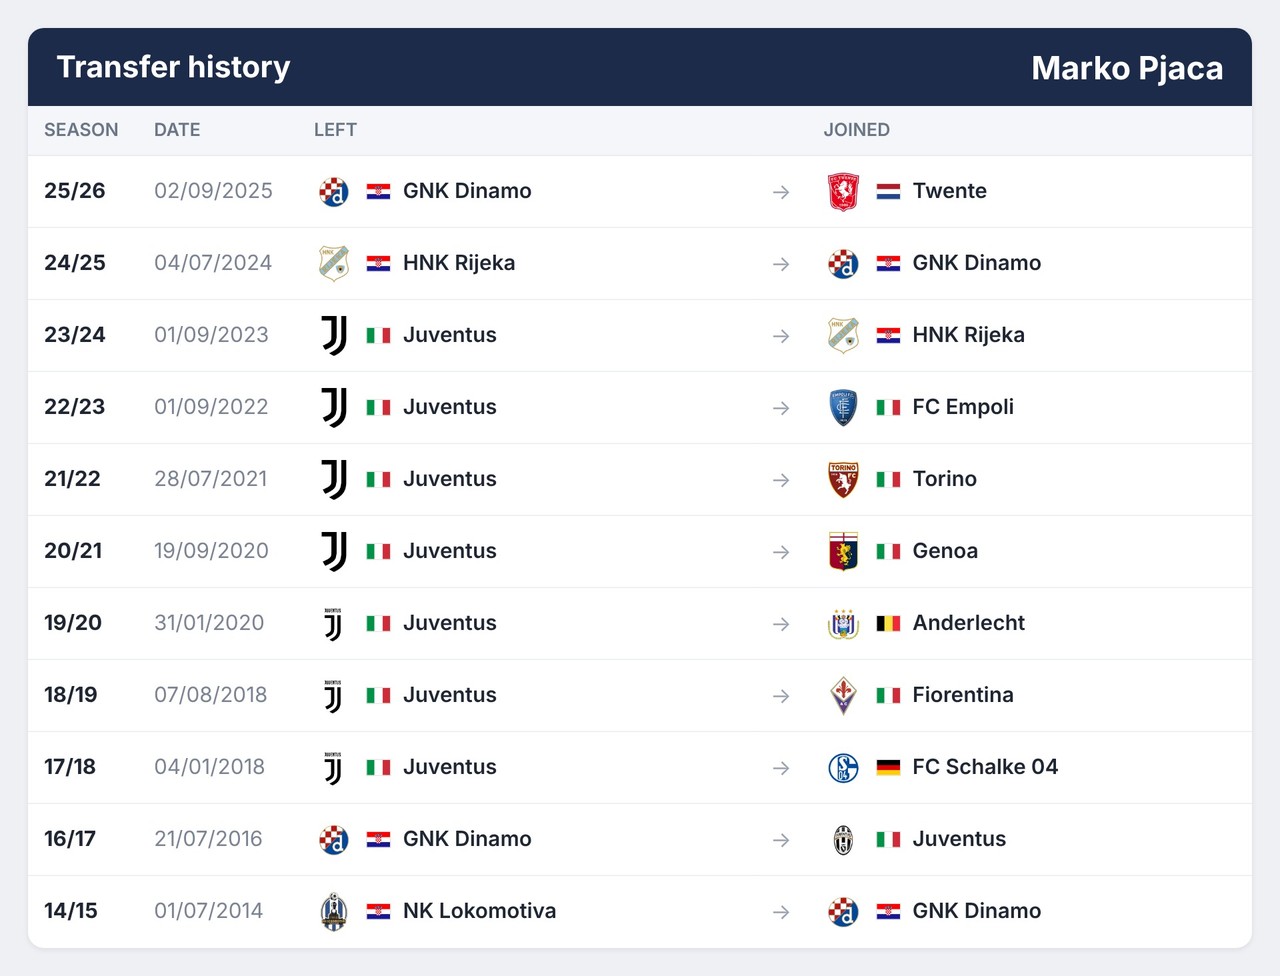 Transfer history Marko Pjaca
SEASON DATE LEFT JOINED
25/26 02/09/2025 GNK Dinamo → Twente
24/25 04/07/2024 HNK Rijeka → GNK Dinamo
23/24 01/09/2023 Juventus → HNK Rijeka
22/23 01/09/2022 Juventus → FC Empoli
21/22 28/07/2021 Juventus → Torino
20/21 19/09/2020 Juventus → Genoa
19/20 31/01/2020 Juventus → Anderlecht
18/19 07/08/2018 Juventus → Fiorentina
17/18 04/01/2018 Juventus → FC Schalke 04
16/17 21/07/2016 GNK Dinamo → Juventus
14/15 01/07/2014 NK Lokomotiva → GNK Dinamo